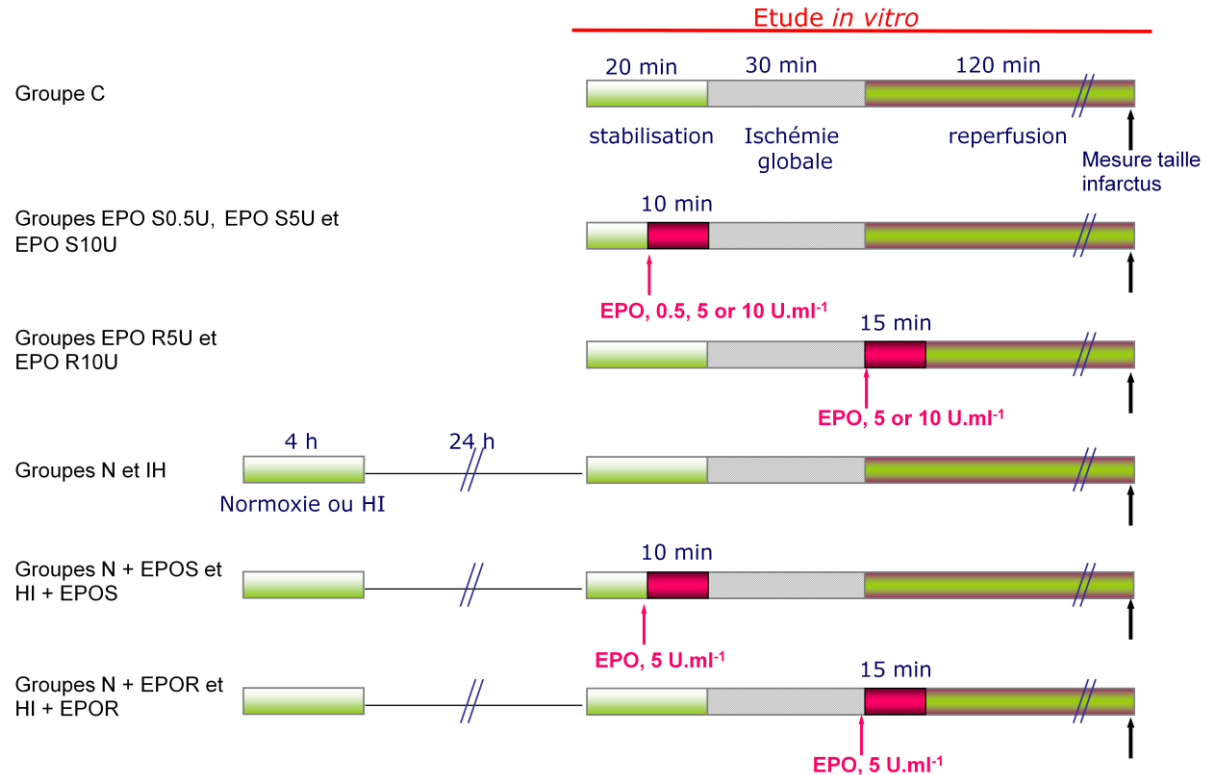 Etude in vitro
20 min
30 min
120 min
Groupe C
stabilisation
Ischémie
globale
reperfusion
Mesure taille
infarctus
Groupes EPO S0.5U, EPO S5U et
EPO S10U
10 min
EPO, 0.5, 5 or 10 U.ml-1
Groupes EPO R5U et
EPO R10U
15 min
EPO, 5 or 10 U.ml-1
4 h
24 h
Groupes N et IH
Normoxie ou HI
Groupes N + EPOS et
HI + EPOS
10 min
EPO, 5 U.ml-1
Groupes N + EPOR et
HI + EPOR
15 min
EPO, 5 U.ml-1